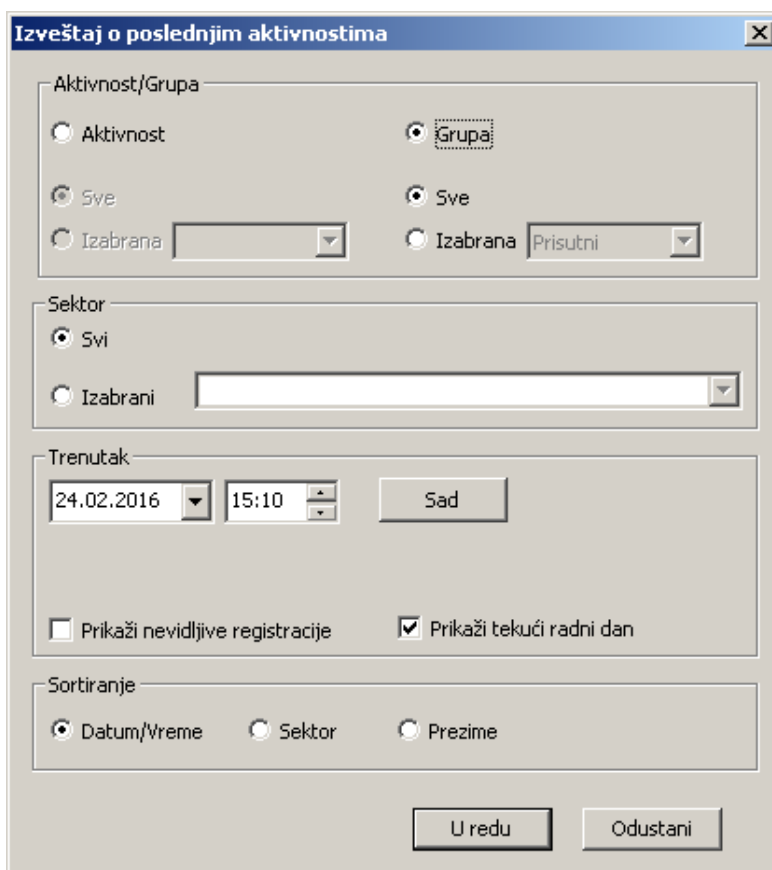 Izveštaj o poslednjim aktivnostima
Aktivnost/Grupa
Aktivnost Grupa
Sve Sve
Izabrana Izabrana Prisutni
Sektor
Svi
Izabrani
Trenutak
24.02.2016 15:10 Sad
Prikaži nevidljive registracije Prikaži tekući radni dan
Sortiranje
Datum/Vreme Sektor Prezime
U redu Odustani